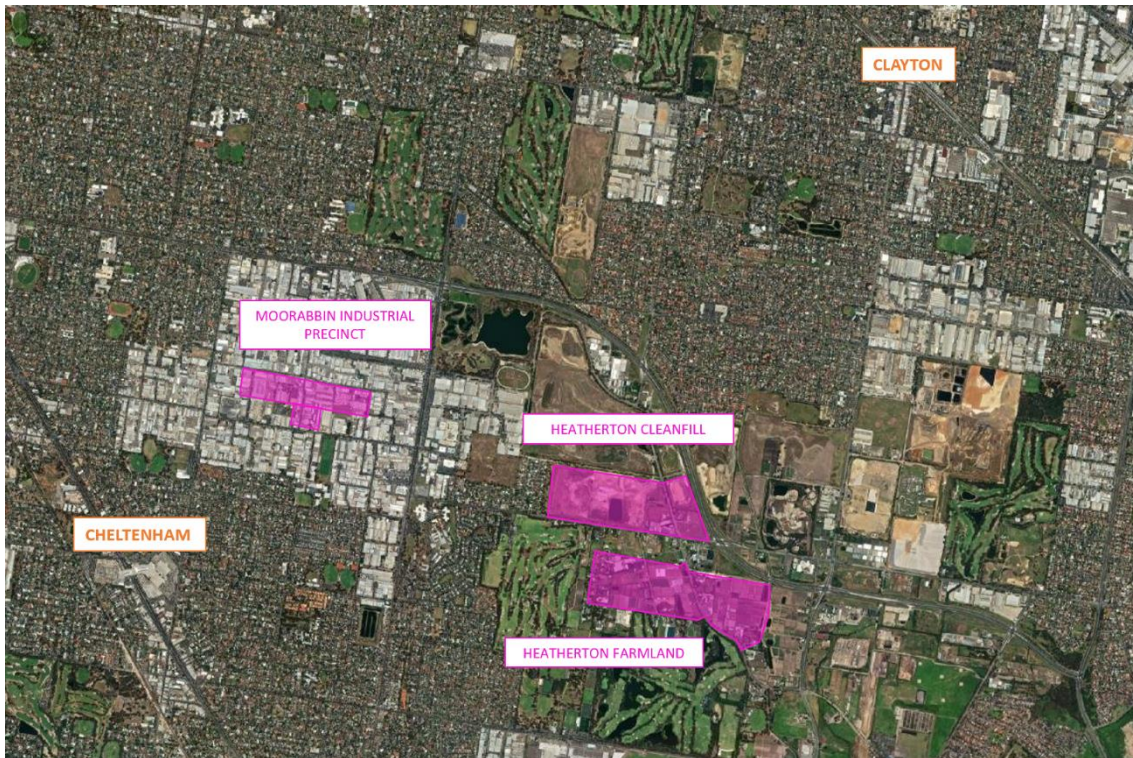 CLAYTON
MOORABBIN INDUSTRIAL
PRECINCT
HEATHERTON CLEANFILL
CHELTENHAM
HEATHERTON FARMLAND